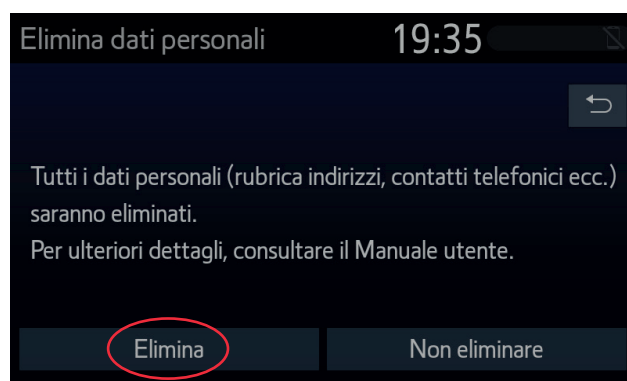 Elimina dati personali 19:35
Tutti i dati personali (rubrica indirizzi, contatti telefonici ecc.)
saranno eliminati.
Per ulteriori dettagli, consultare il Manuale utente.
Elimina Non eliminare